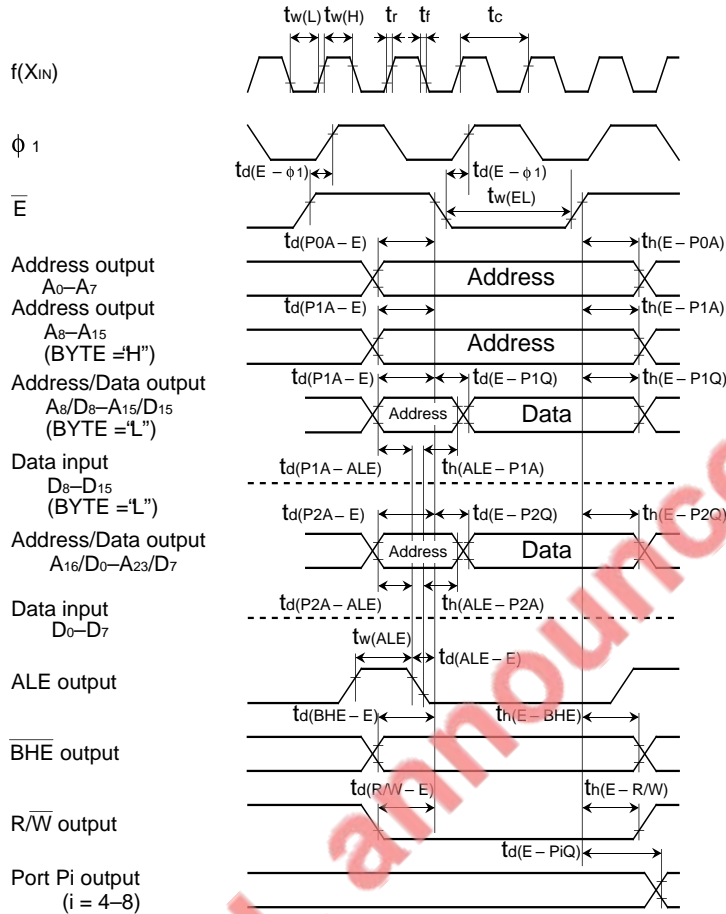 tw(L) tw(H) tr tf tc
f(XIN)
ϕ 1
td(E – ϕ1) td(E – ϕ1)
tw(EL)
E
td(P0A – E) th(E – P0A)
Address output
A0–A7
Address
Address output
A8–A15
(BYTE =“H”)
td(P1A – E) th(E – P1A)
Address
Address/Data output
A8/D8–A15/D15
(BYTE =“L”)
td(P1A – E) td(E – P1Q) th(E – P1Q)
Address Data
Data input
D8–D15
(BYTE =“L”)
td(P1A – ALE) th(ALE – P1A)
td(P2A – E) td(E – P2Q) th(E – P2Q)
Address/Data output
A16/D0–A23/D7
Address Data
Data input
D0–D7
td(P2A – ALE) th(ALE – P2A)
tw(ALE) td(ALE – E)
ALE output
td(BHE – E) th(E – BHE)
BHE output
td(R/W – E) th(E – R/W)
R/W output
td(E – PiQ)
Port Pi output
(i = 4–8)
announce